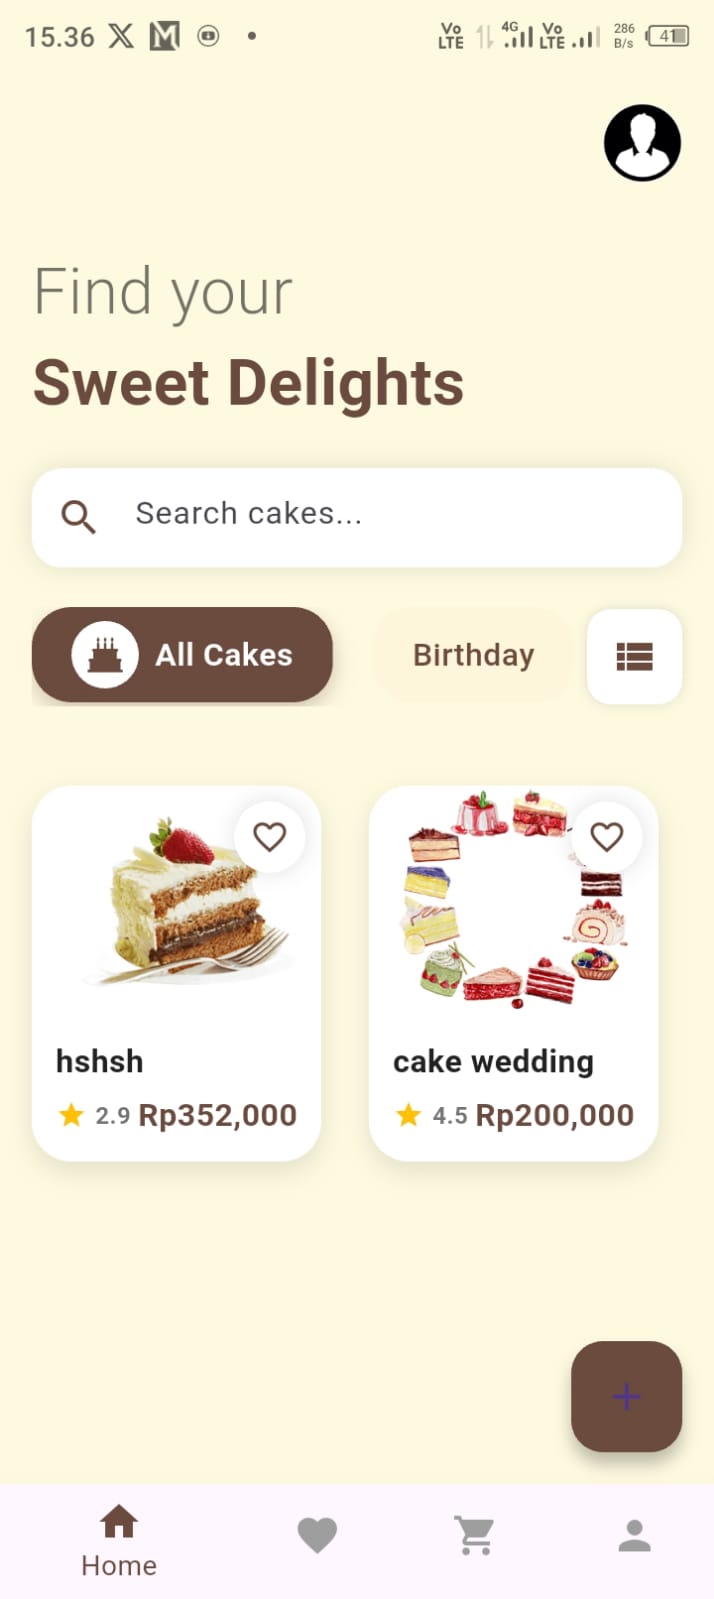 15.36
Vo LTE 4G Vo LTE 286 B/s 41
Find your
Sweet Delights
Search cakes...
All Cakes
Birthday
hshsh
2.9 Rp352,000
cake wedding
4.5 Rp200,000
Home